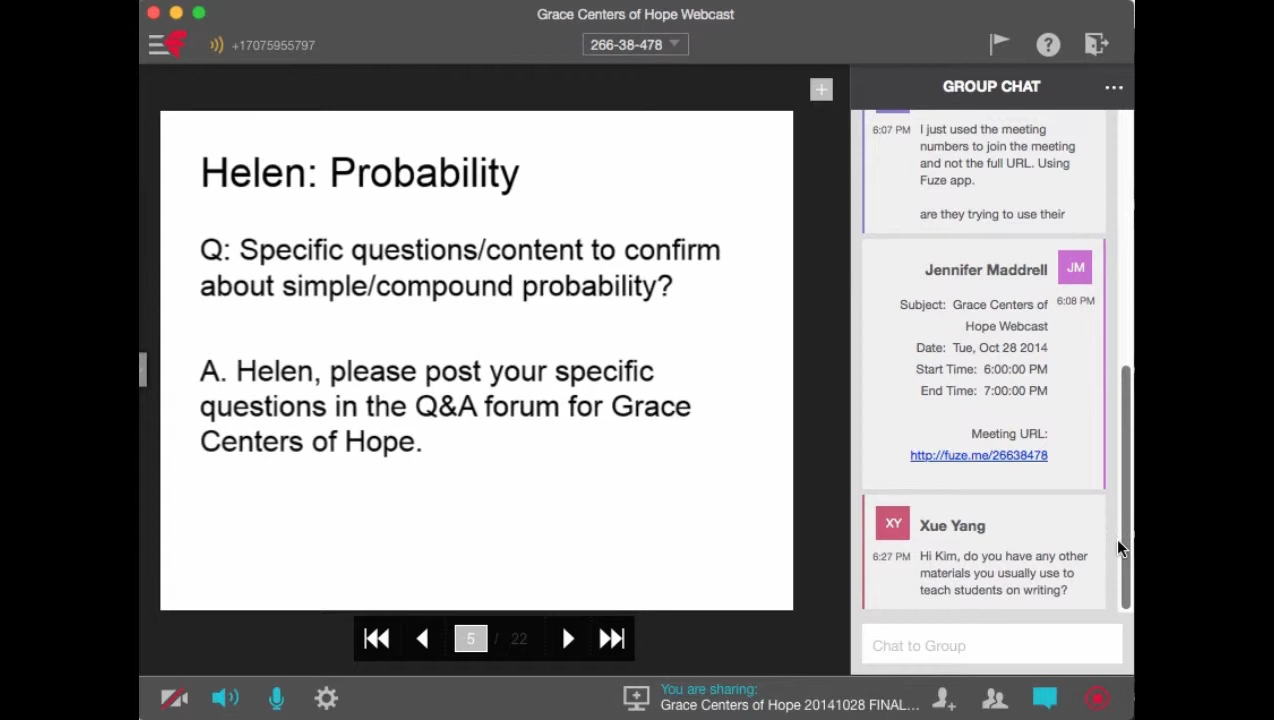 Grace Centers of Hope Webcast
+17075955797
266-38-478
GROUP CHAT
Helen: Probability
Q: Specific questions/content to confirm
about simple/compound probability?
A. Helen, please post your specific
questions in the Q&A forum for Grace
Centers of Hope.
5 / 22
6:07 PM I just used the meeting
numbers to join the meeting
and not the full URL. Using
Fuze app.
are they trying to use their
Jennifer Maddrell JM
Subject: Grace Centers of 6:08 PM
Hope Webcast
Date: Tue, Oct 28 2014
Start Time: 6:00:00 PM
End Time: 7:00:00 PM
Meeting URL:
http://fuze.me/26638478
XY Xue Yang
6:27 PM Hi Kim, do you have any other
materials you usually use to
teach students on writing?
Chat to Group
You are sharing:
Grace Centers of Hope 20141028 FINAL...